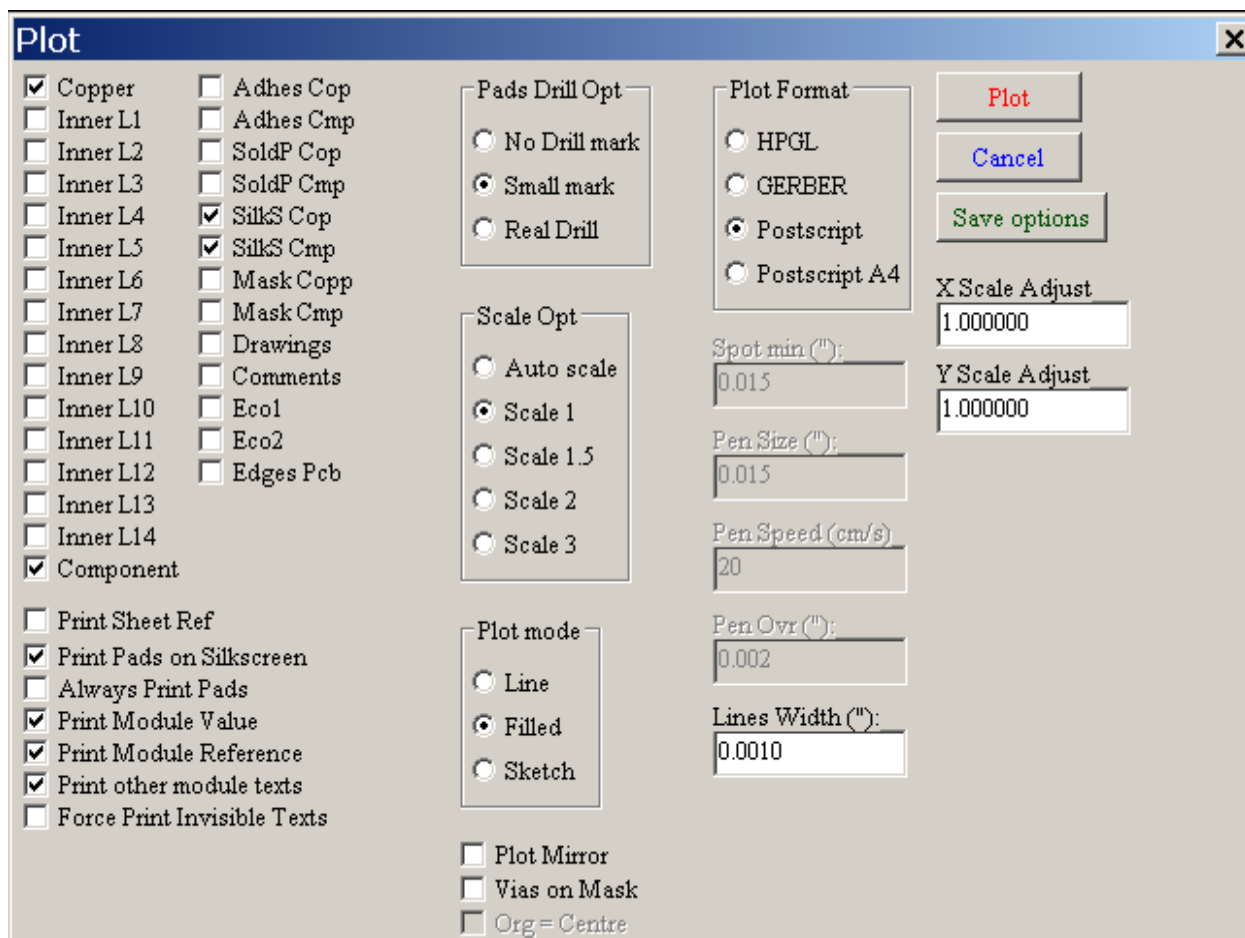 Plot
Copper
Inner L1
Inner L2
Inner L3
Inner L4
Inner L5
Inner L6
Inner L7
Inner L8
Inner L9
Inner L10
Inner L11
Inner L12
Inner L13
Inner L14
Component
Adhes Cop
Adhes Cmp
SoldP Cop
SoldP Cmp
SilkS Cop
SilkS Cmp
Mask Copp
Mask Cmp
Drawings
Comments
Eco1
Eco2
Edges Pcb
Print Sheet Ref
Print Pads on Silkscreen
Always Print Pads
Print Module Value
Print Module Reference
Print other module texts
Force Print Invisible Texts
Pads Drill Opt
No Drill mark
Small mark
Real Drill
Scale Opt
Auto scale
Scale 1
Scale 1.5
Scale 2
Scale 3
Plot mode
Line
Filled
Sketch
Plot Mirror
Vias on Mask
Org = Centre
Plot Format
HPGL
GERBER
Postscript
Postscript A4
Spot min ("):
0.015
Pen Size ("):
0.015
Pen Speed (cm/s)
20
Pen Ovr ("):
0.002
Lines Width ("):
0.0010
Plot
Cancel
Save options
X Scale Adjust
1.000000
Y Scale Adjust
1.000000